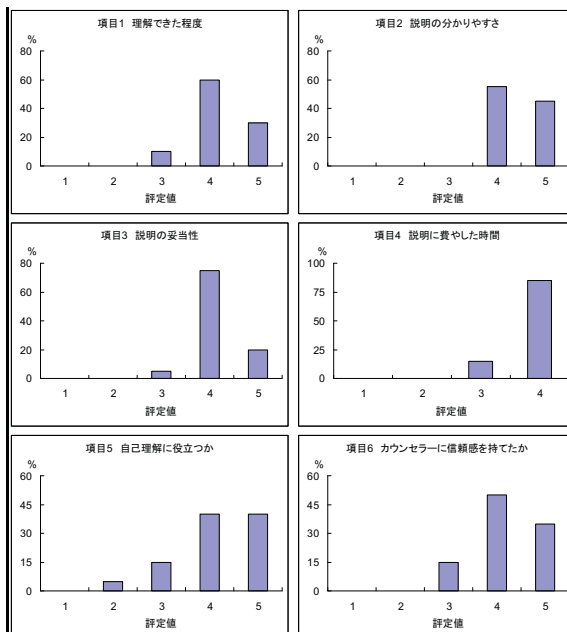 項目1 理解できた程度
%
80
60
40
20
0
1 2 3 4 5
評定値
項目2 説明の分かりやすさ
%
80
60
40
20
0
1 2 3 4 5
評定値
項目3 説明の妥当性
%
80
60
40
20
0
1 2 3 4 5
評定値
項目4 説明に費やした時間
%
100
75
50
25
0
1 2 3 4
評定値
項目5 自己理解に役立つか
%
60
45
30
15
0
1 2 3 4 5
評定値
項目6 カウンセラーに信頼感を持てたか
%
60
45
30
15
0
1 2 3 4 5
評定値